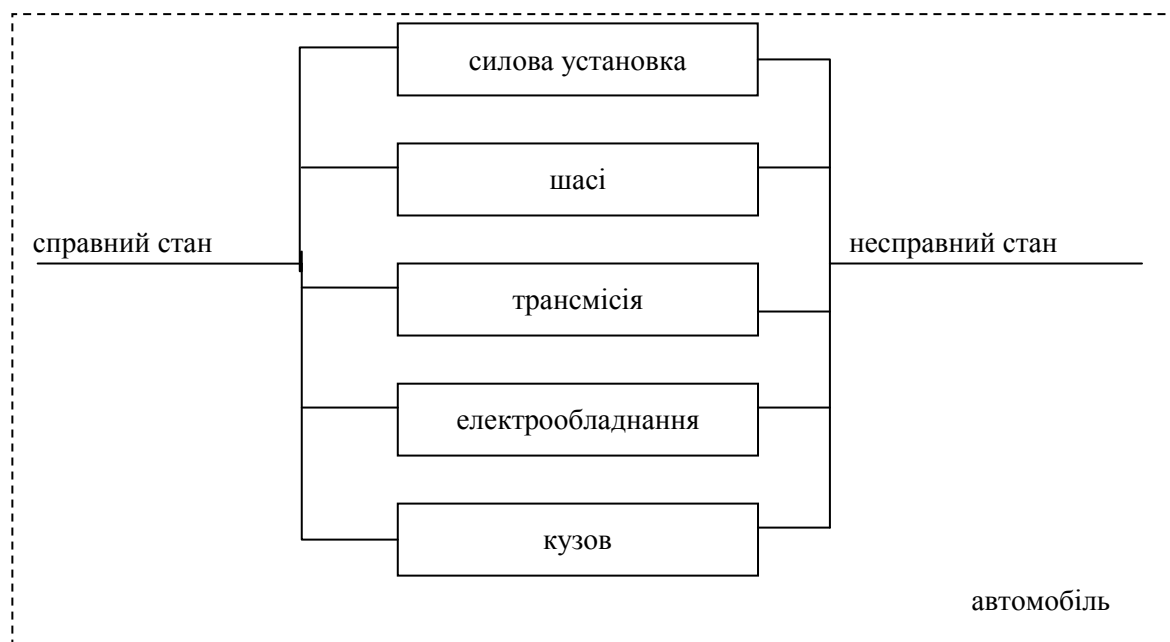 силова установка
шасі
справний стан
несправний стан
трансмісія
електрообладнання
кузов
автомобіль